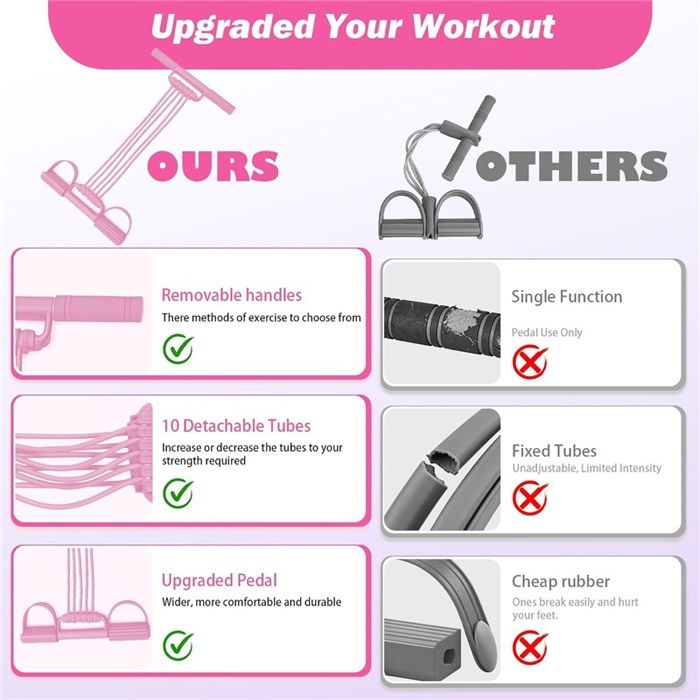 Upgraded Your Workout
OURS
OTHERS
Removable handles
There methods of exercise to choose from
Single Function
Pedal Use Only
10 Detachable Tubes
Increase or decrease the tubes to your
strength required
Fixed Tubes
Unadjustable, Limited Intensity
Upgraded Pedal
Wider, more comfortable and durable
Cheap rubber
Ones break easily and hurt
your feet.